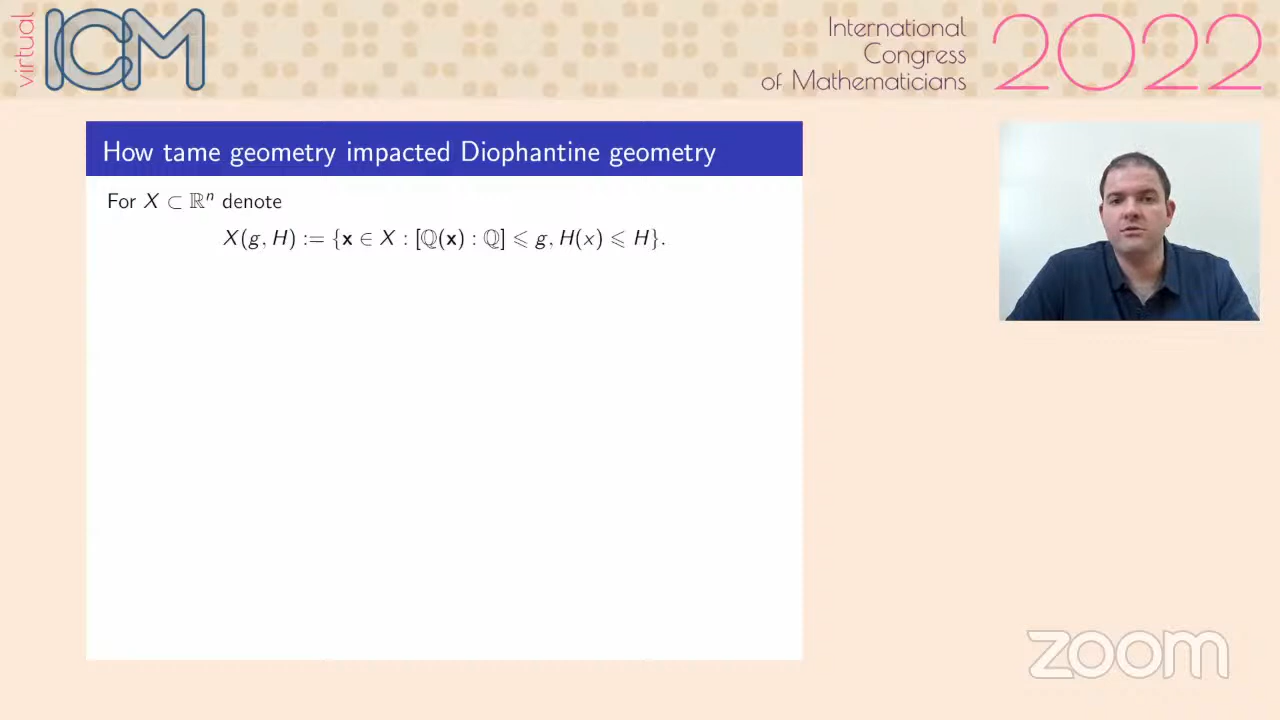 virtual
ICM
International
Congress
of Mathematicians
2022
How tame geometry impacted Diophantine geometry
For X ⊂ ℝⁿ denote
X(g, H) := {𝐱 ∈ X : [ℚ(𝐱) : ℚ] ⩽ g, H(x) ⩽ H}.
zoom